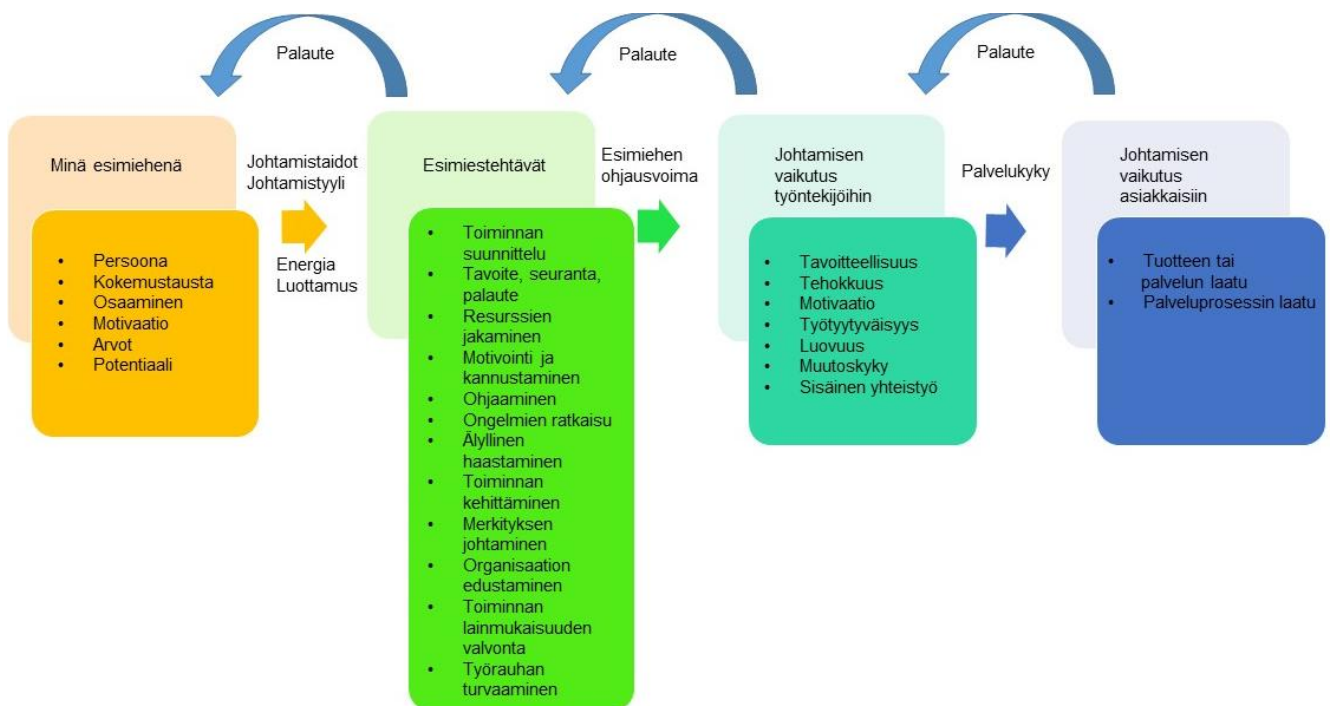 Palaute
Palaute
Palaute
Minä esimiehenä
Johtamistaidot
Johtamistyyli
Energia
Luottamus
• Persoona
• Kokemustausta
• Osaaminen
• Motivaatio
• Arvot
• Potentiaali
Esimiestehtävät
• Toiminnan
suunnittelu
• Tavoite, seuranta,
palaute
• Resurssien
jakaminen
• Motivointi ja
kannustaminen
• Ohjaaminen
• Ongelmien ratkaisu
• Älyllinen
haastaminen
• Toiminnan
kehittäminen
• Merkityksen
johtaminen
• Organisaation
edustaminen
• Toiminnan
lainmukaisuuden
valvonta
• Työrauhan
turvaaminen
Esimiehen
ohjausvoima
Johtamisen
vaikutus
työntekijöihin
• Tavoitteellisuus
• Tehokkuus
• Motivaatio
• Työtyytyväisyys
• Luovuus
• Muutoskyky
• Sisäinen yhteistyö
Palvelukyky
Johtamisen
vaikutus
asiakkaisiin
• Tuotteen tai
palvelun laatu
• Palveluprosessin laatu